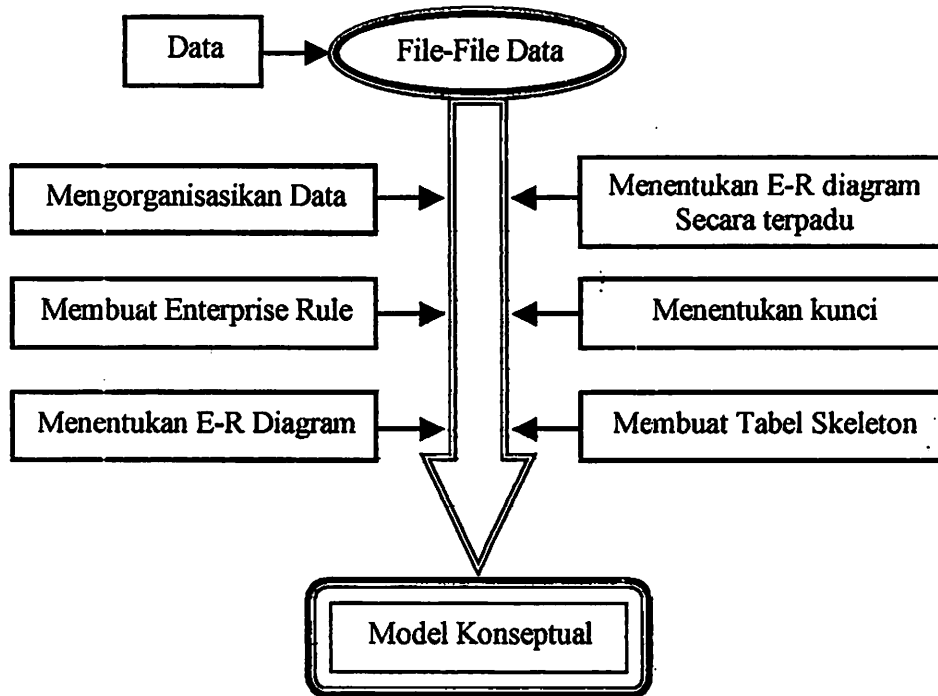 Data
File-File Data
Mengorganisasikan Data
Menentukan E-R diagram
Secara terpadu
Membuat Enterprise Rule
Menentukan kunci
Menentukan E-R Diagram
Membuat Tabel Skeleton
Model Konseptual